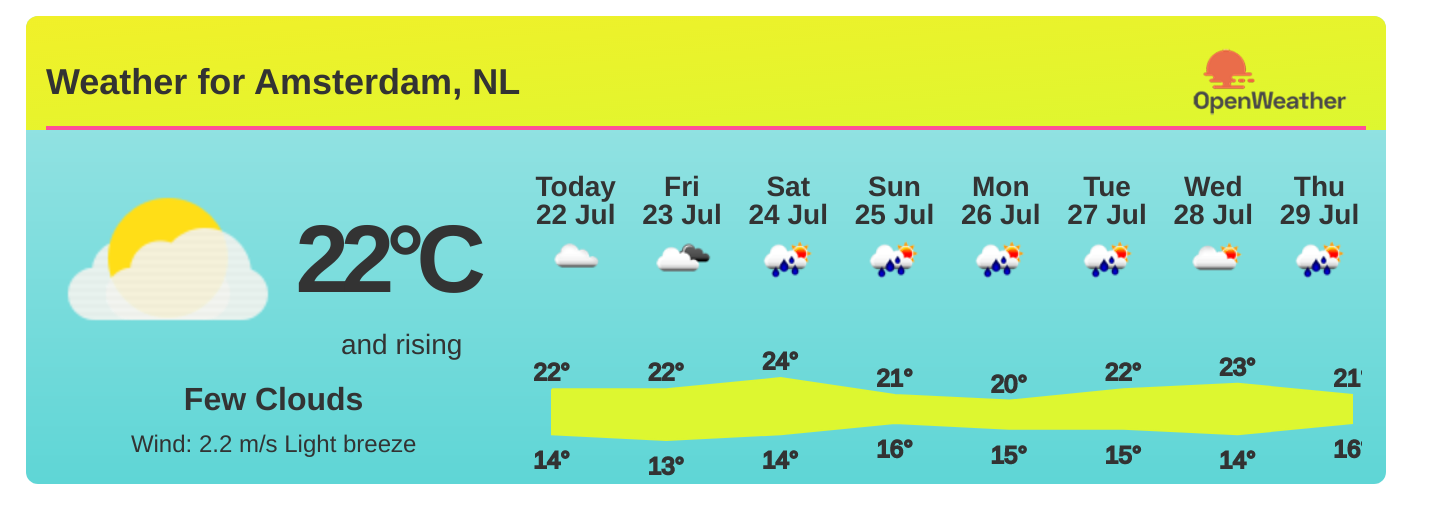 Weather for Amsterdam, NL
OpenWeather
22°C
and rising
Few Clouds
Wind: 2.2 m/s Light breeze
Today Fri Sat Sun Mon Tue Wed Thu
22 Jul 23 Jul 24 Jul 25 Jul 26 Jul 27 Jul 28 Jul 29 Jul
22° 22° 24° 21° 20° 22° 23° 21°
14° 13° 14° 16° 15° 15° 14° 16°